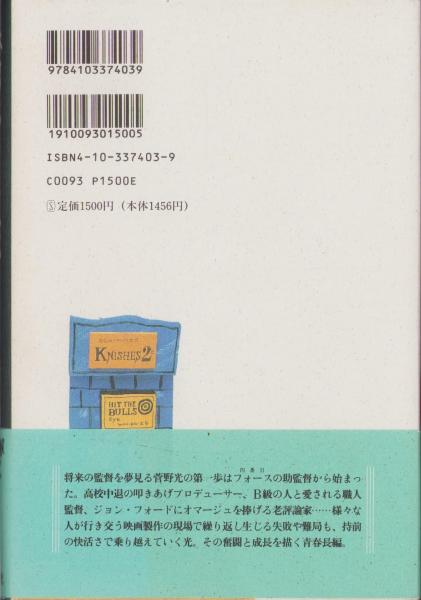 9784103374039
1910093015005
ISBN4-10-337403-9
C0093 P1500E
Ⓢ定価1500円（本体1456円）
KNISHES 2
HIT THE
BULLS
Eye
四番目
将来の監督を夢見る菅野光の第一歩はフォースの助監督から始まっ
た。高校中退の叩きあげプロデューサー、B級の人と愛される職人
監督、ジョン・フォードにオマージュを捧げる老評論家……様々な
人が行き交う映画製作の現場で繰り返し生じる失敗や難局も、持前
の快活さで乗り越えていく光。その奮闘と成長を描く青春長編。